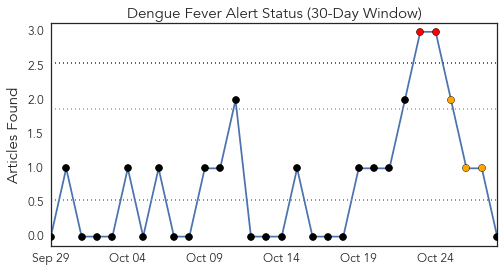 Dengue Fever Alert Status (30-Day Window)
3.0
2.5
2.0
1.5
1.0
0.5
0.0
Articles Found
Sep 29 Oct 04 Oct 09 Oct 14 Oct 19 Oct 24